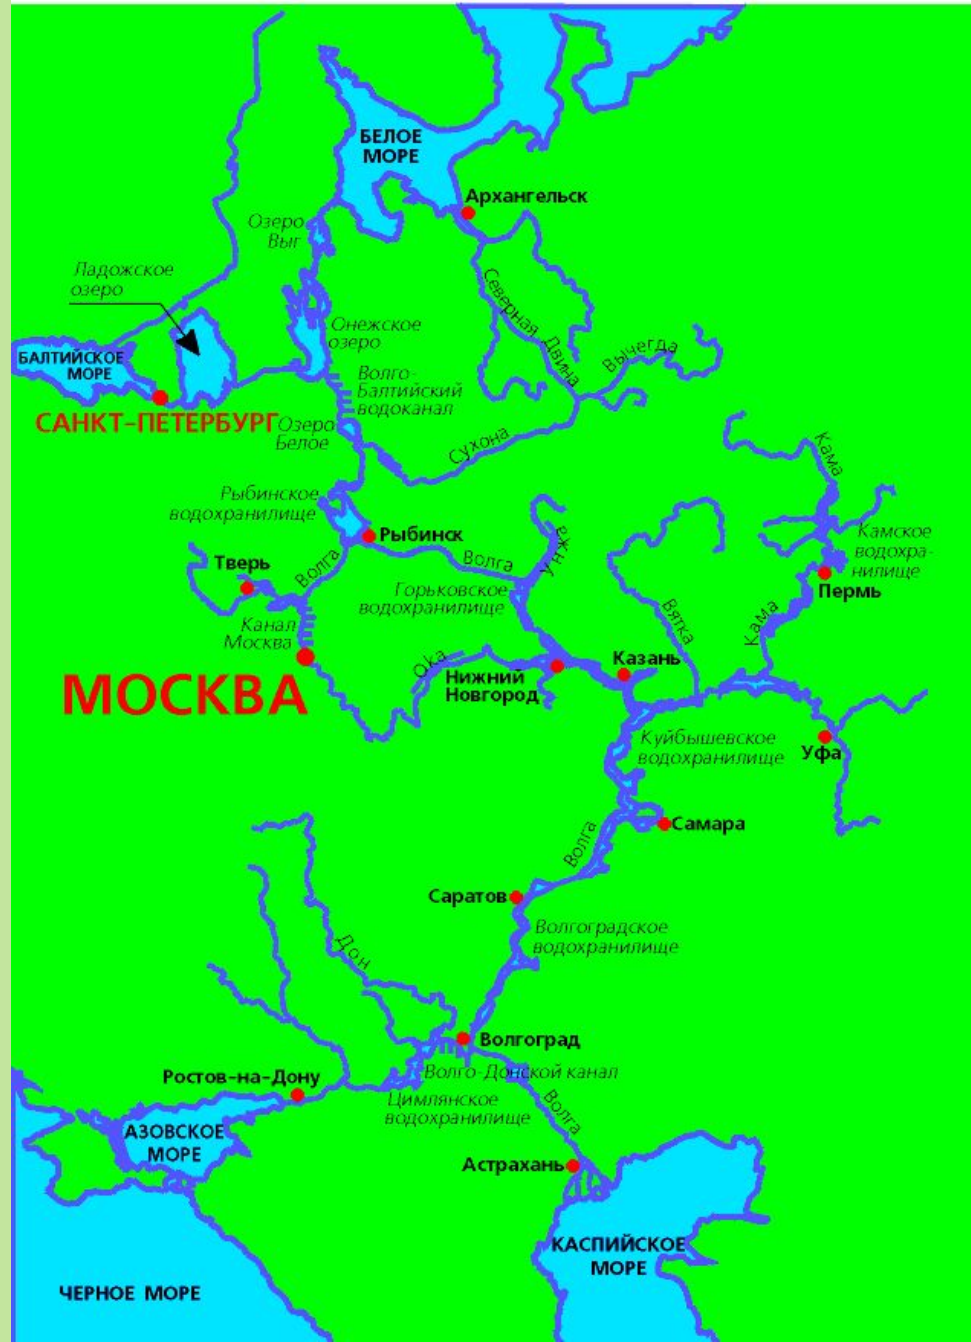 БЕЛОЕ
МОРЕ
Архангельск
Озеро
Выг
Ладожское
озеро
Северная Двина
Онежское
озеро
БАЛТИЙСКОЕ
МОРЕ
Вычегда
Волго-
Балтийский
водоканал
САНКТ-ПЕТЕРБУРГ
Озеро
Белое
Сухона
Кама
Рыбинское
водохранилище
Рыбинск
Камское
водохра-
нилище
Тверь
Волга
Волга
Унжа
Пермь
Горьковское
водохранилище
Вятка
Кама
Канал
Москва
Ока
Казань
Нижний
Новгород
МОСКВА
Куйбышевское
водохранилище
Уфа
Самара
Волга
Саратов
Волгоградское
водохранилище
Дон
Волгоград
Волго-Донской канал
Ростов-на-Дону
Цимлянское
водохранилище
Волга
АЗОВСКОЕ
МОРЕ
Астрахань
КАСПИЙСКОЕ
МОРЕ
ЧЕРНОЕ МОРЕ